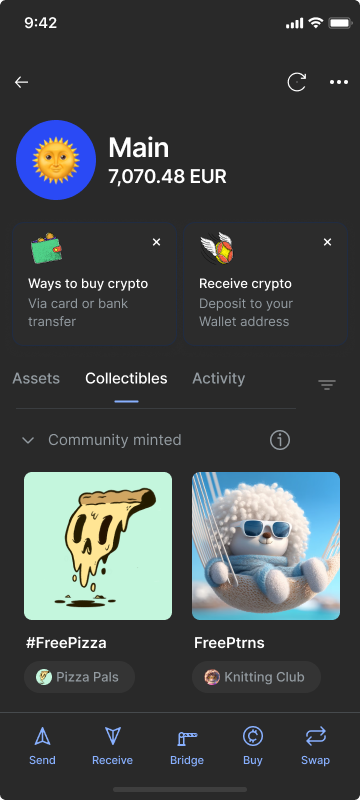 9:42
Main
7,070.48 EUR
Ways to buy crypto
Via card or bank
transfer
Receive crypto
Deposit to your
Wallet address
Assets
Collectibles
Activity
Community minted
#FreePizza
FreePtrns
Pizza Pals
Knitting Club
Send
Receive
Bridge
Buy
Swap